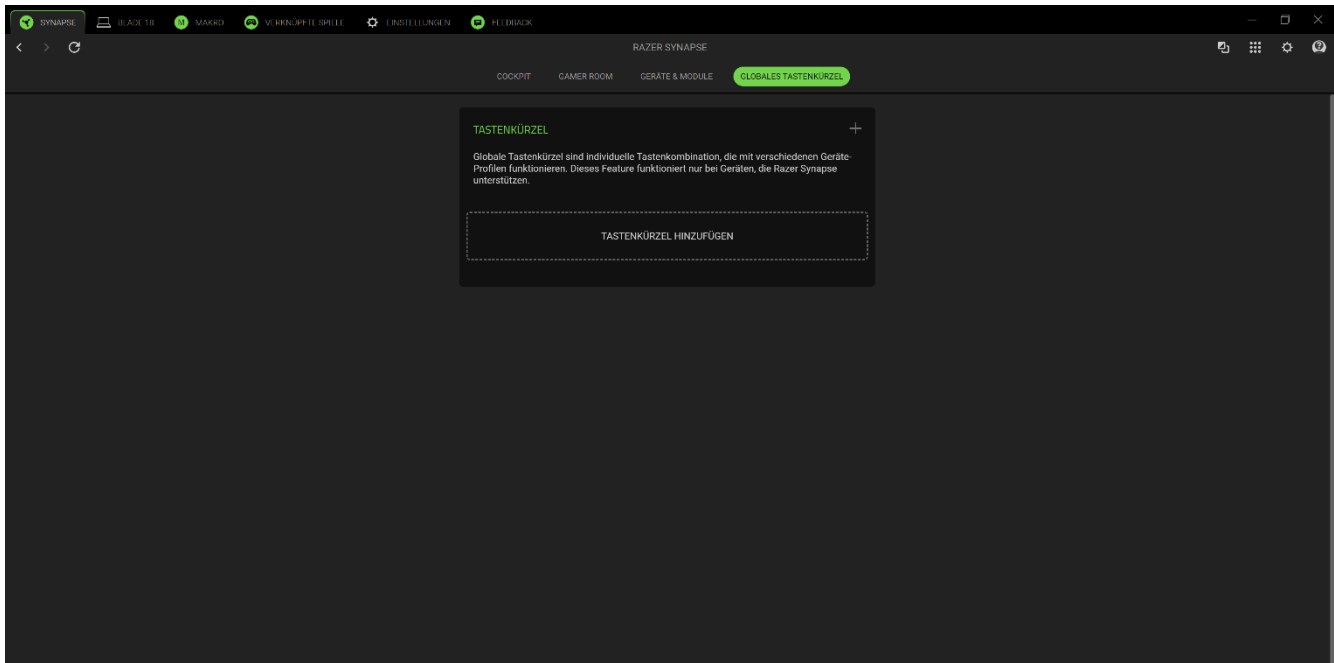 SYNAPSE BLADE 18 M MAKRO VERKNÜPFTE SPIELE EINSTELLUNGEN FEEDBACK
RAZER SYNAPSE
COCKPIT GAMER ROOM GERÄTE & MODULE GLOBALES TASTENKÜRZEL
TASTENKÜRZEL
Globale Tastenkürzel sind individuelle Tastenkombination, die mit verschiedenen Geräte-
Profilen funktionieren. Dieses Feature funktioniert nur bei Geräten, die Razer Synapse
unterstützen.
TASTENKÜRZEL HINZUFÜGEN